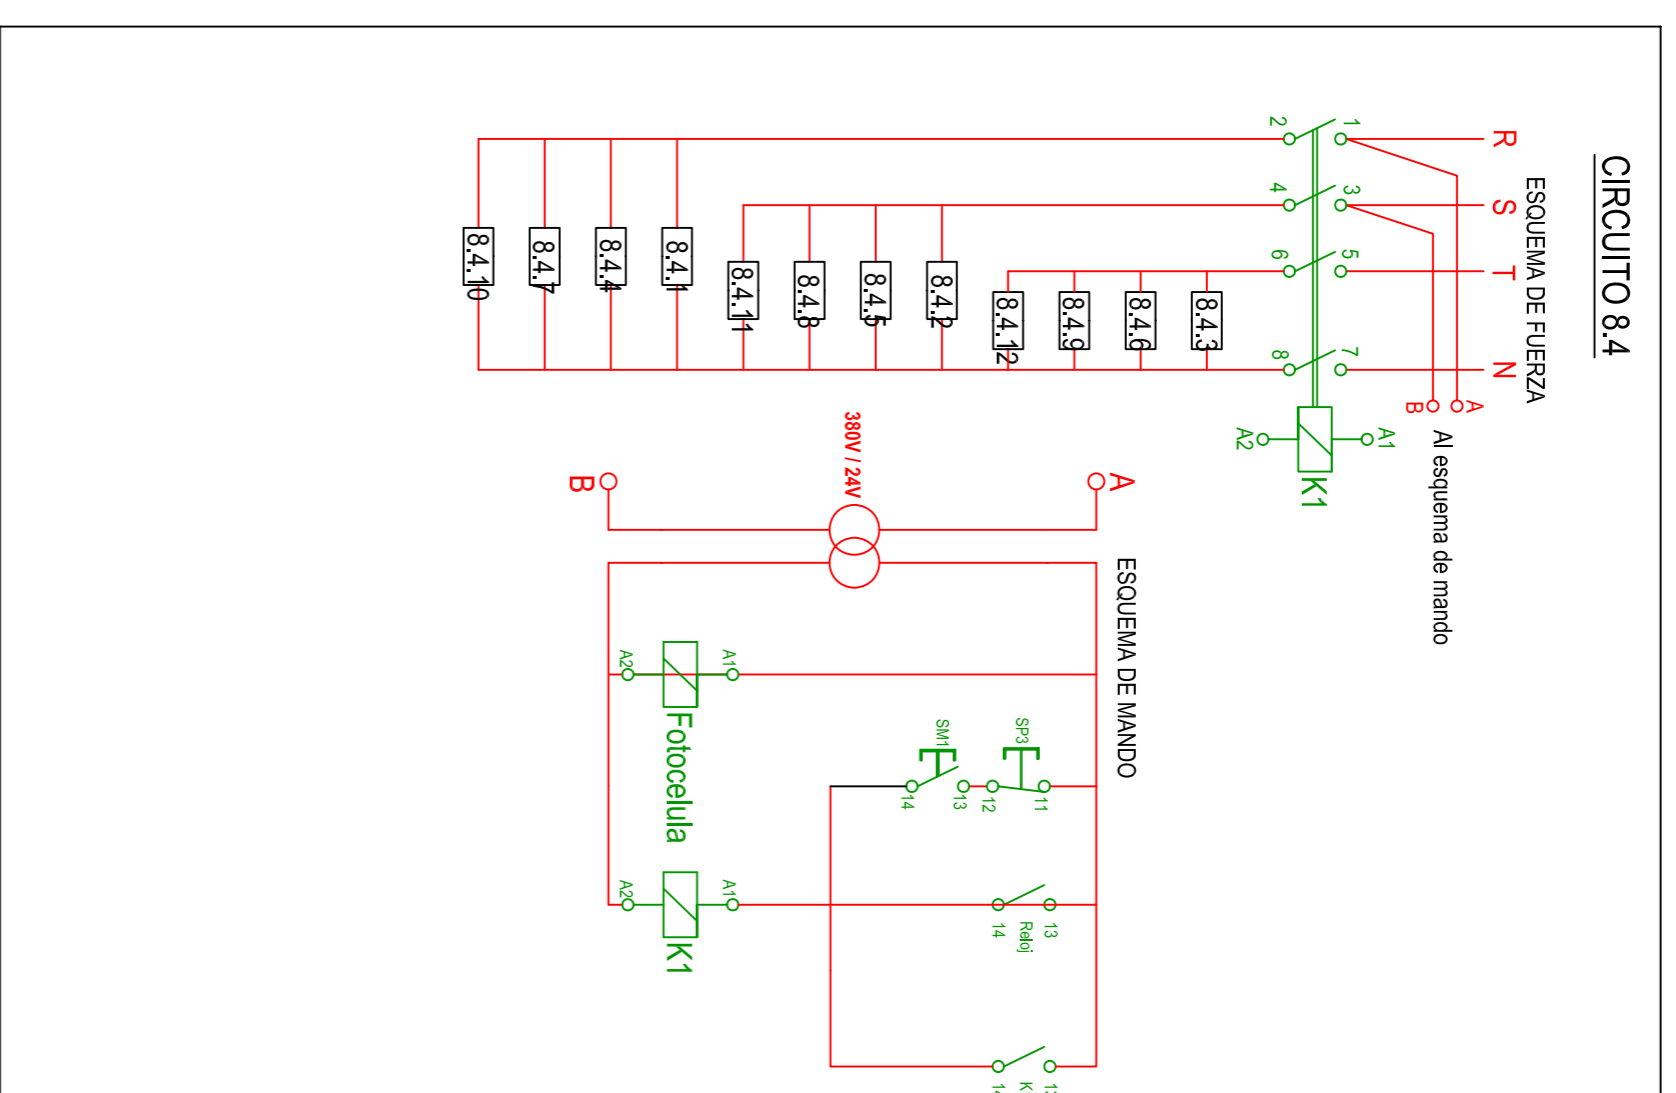 CIRCUITO 8.4
ESQUEMA DE FUERZA
R
S
T
N
A
B
Al esquema de mando
1
2
3
4
5
6
7
8
A1
A2
K1
8.4.3
8.4.6
8.4.9
8.4.12
8.4.2
8.4.5
8.4.8
8.4.11
8.4.1
8.4.4
8.4.7
8.4.10
ESQUEMA DE MANDO
A
380V / 24V
B
A1
A2
Fotocelula
SP3
11
12
SM1
13
14
13
Reloj
14
A1
A2
K1